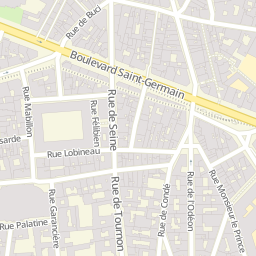 Rue de Buci
Boulevard Saint-Germain
Rue Mabillon
Rue Félibien
Rue de Seine
Rue Lobineau
Rue de Tournon
Rue de Condé
Rue de l'Odéon
Rue Monsieur le Prince
Rue Palatine
Rue Garancière